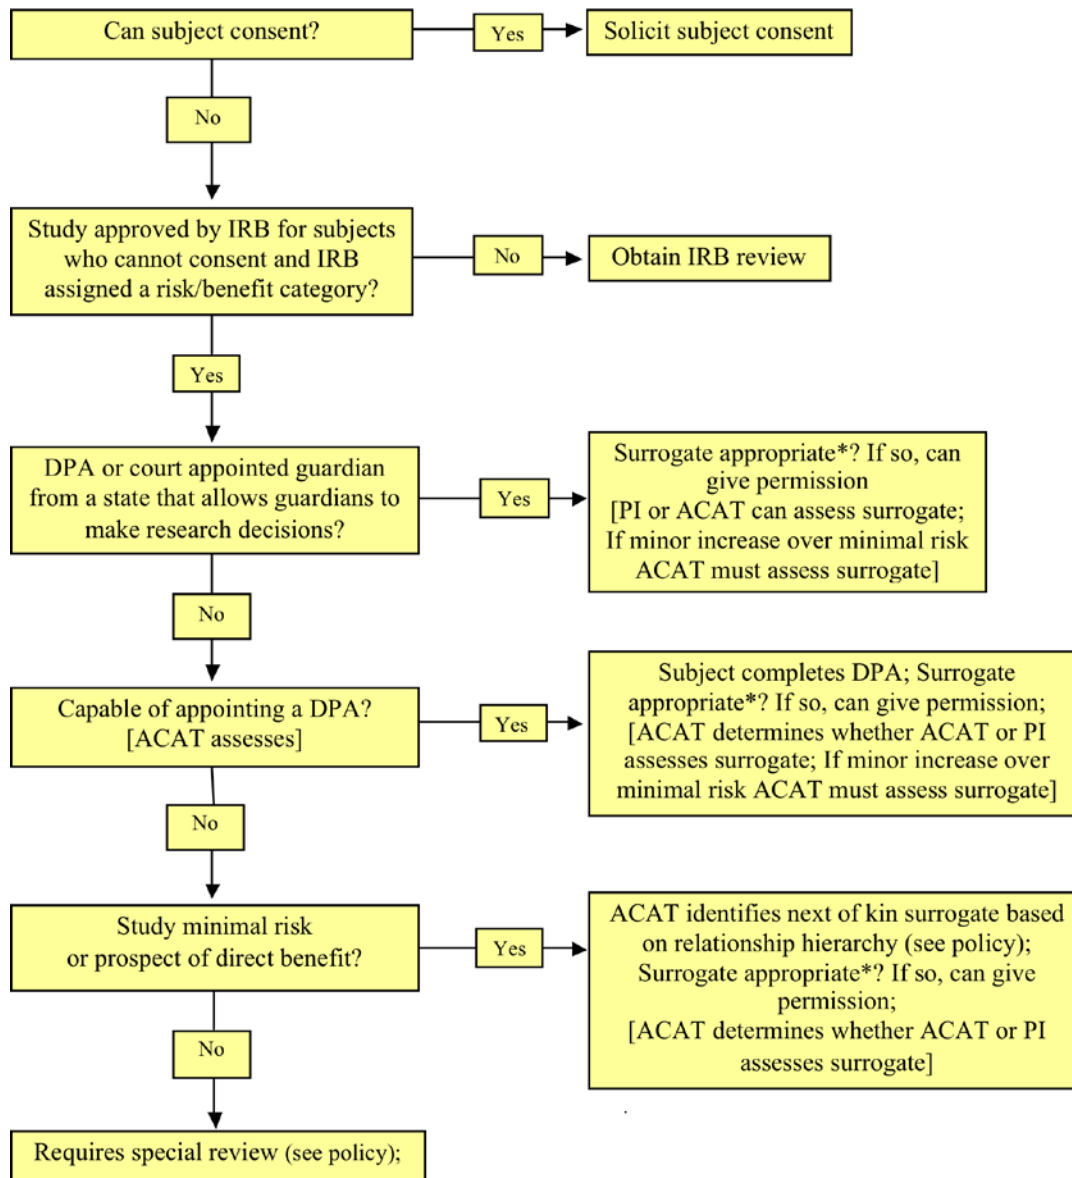 Can subject consent?
Yes
Solicit subject consent
No
Study approved by IRB for subjects
who cannot consent and IRB
assigned a risk/benefit category?
No
Obtain IRB review
Yes
DPA or court appointed guardian
from a state that allows guardians to
make research decisions?
Yes
Surrogate appropriate*? If so, can
give permission
[PI or ACAT can assess surrogate;
If minor increase over minimal risk
ACAT must assess surrogate]
No
Capable of appointing a DPA?
[ACAT assesses]
Yes
Subject completes DPA; Surrogate
appropriate*? If so, can give permission;
[ACAT determines whether ACAT or PI
assesses surrogate; If minor increase over
minimal risk ACAT must assess surrogate]
No
Study minimal risk
or prospect of direct benefit?
Yes
ACAT identifies next of kin surrogate based
on relationship hierarchy (see policy);
Surrogate appropriate*? If so, can give
permission;
[ACAT determines whether ACAT or PI
assesses surrogate]
No
Requires special review (see policy);